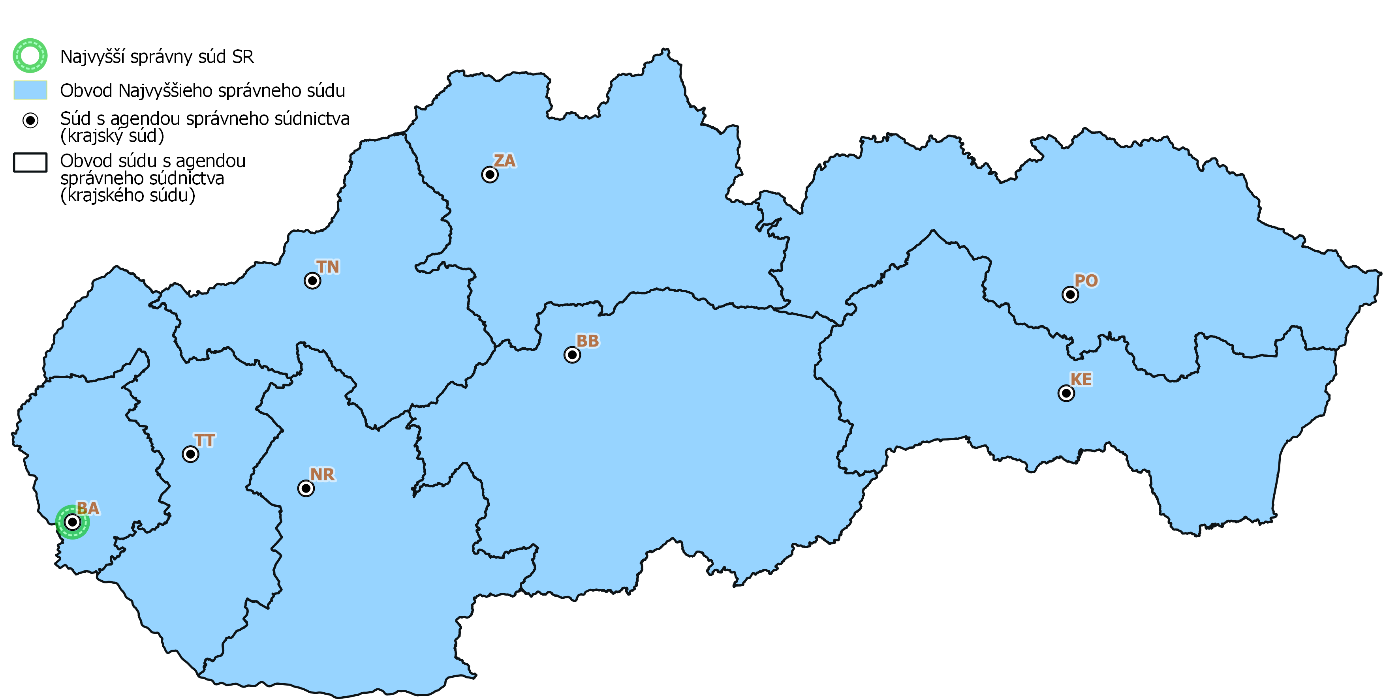 Najvyšší správny súd SR
Obvod Najvyššieho správneho súdu
Súd s agendou správneho súdnictva
(krajský súd)
Obvod súdu s agendou
správneho súdnictva
(krajského súdu)
ZA
TN
PO
BB
KE
TT
NR
BA